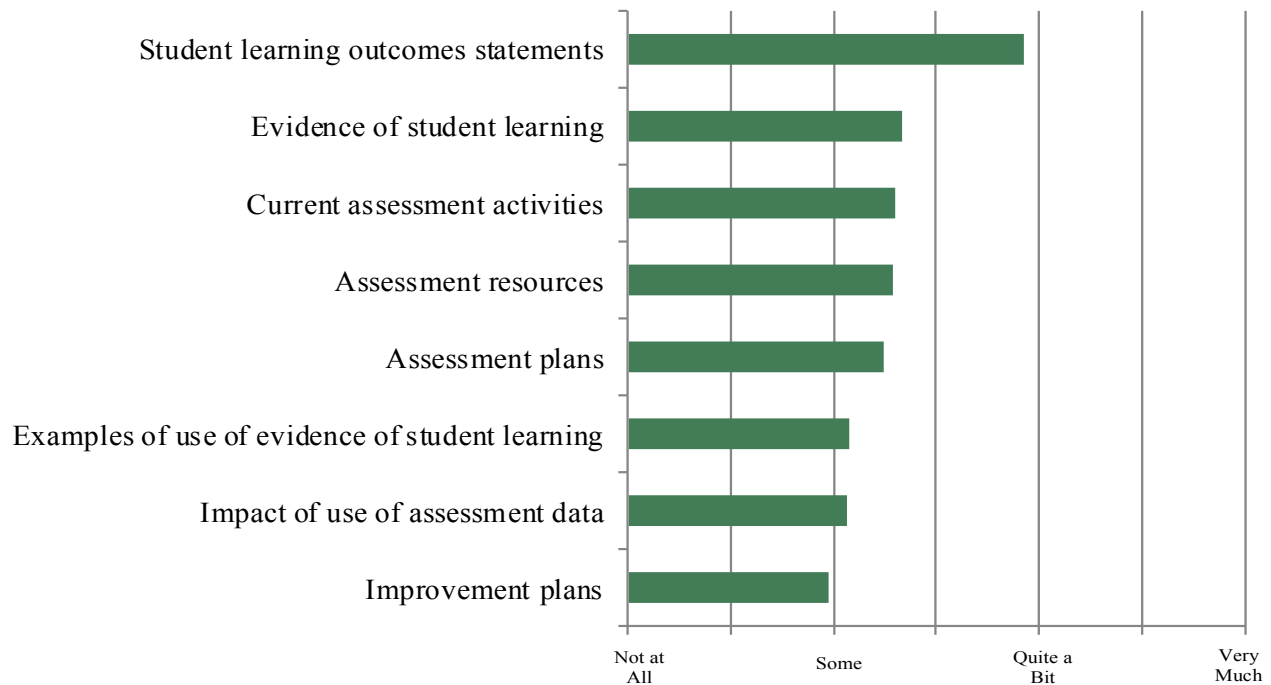 Student learning outcomes statements
Evidence of student learning
Current assessment activities
Assessment resources
Assessment plans
Examples of use of evidence of student learning
Impact of use of assessment data
Improvement plans
Not at
All
Some
Quite a
Bit
Very
Much